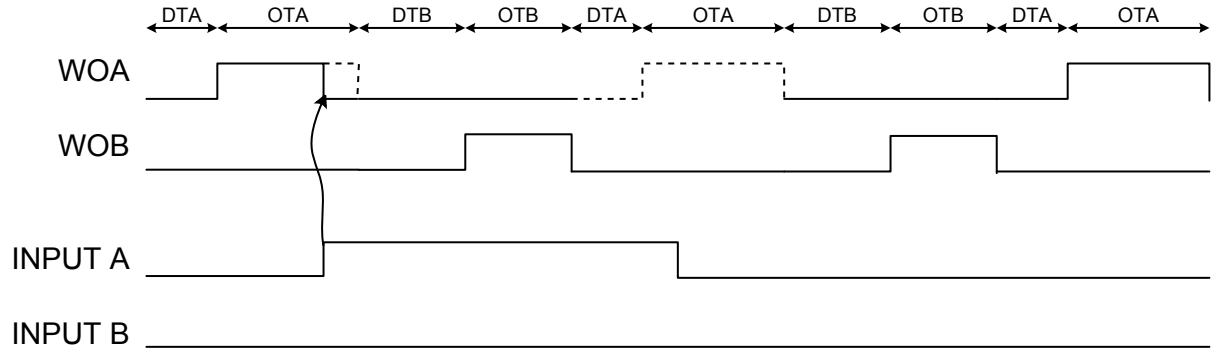 DTA OTA DTB OTB DTA OTA DTB OTB DTA OTA
WOA
WOB
INPUT A
INPUT B